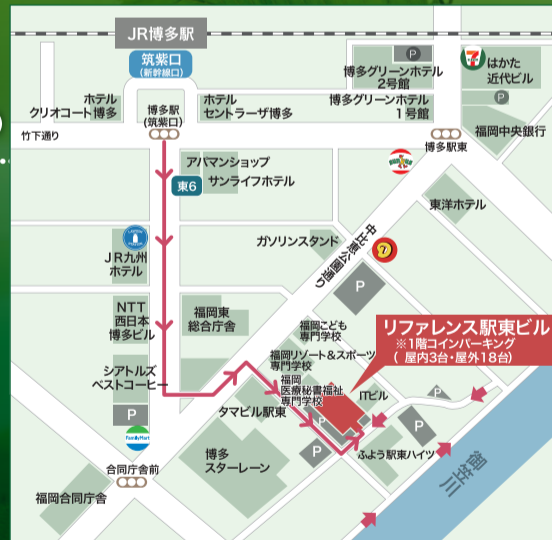 JR博多駅
筑紫口
(新幹線口)
P
博多グリーンホテル
2号館
はかた
近代ビル
P
ホテル
クリオコート博多
博多駅
(筑紫口)
ホテル
セントラーザ博多
博多グリーンホテル
1号館
竹下通り
博多駅東
福岡中央銀行
アパマンショップ
サンライフホテル
東6
東洋ホテル
中比恵公園通り
ガソリンスタンド
JR九州
ホテル
P
NTT
西日本
博多ビル
福岡東
総合庁舎
福岡こども
専門学校
リファレンス駅東ビル
※1階コインパーキング
( 屋内3台・屋外18台)
福岡リゾート&スポーツ
専門学校
シアトルズ
ベストコーヒー
福岡
医療秘書福祉
専門学校
ITビル
P
P
タマビル駅東
P
P
P
FamilyMart
博多
スターレーン
ふよう駅東ハイツ
御笠川
合同庁舎前
福岡合同庁舎